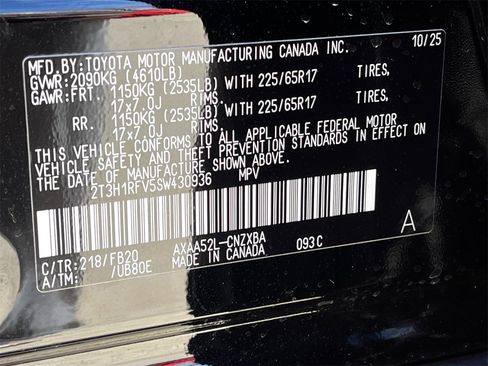 MFD.BY:TOYOTA MOTOR MANUFACTURING CANADA INC. 10/25
GVWR:2090KG (4610LB)
GAWR:FRT. 1150KG (2535LB) WITH 225/65R17 TIRES,
17x7.0J RIMS,
RR. 1150KG (2535LB) WITH 225/65R17 TIRES,
17x7.0J RIMS.
THIS VEHICLE CONFORMS TO ALL APPLICABLE FEDERAL MOTOR
VEHICLE SAFETY AND THEFT PREVENTION STANDARDS IN EFFECT
ON THE DATE OF MANUFACTURE SHOWN ABOVE.
2T3H1RFV5SW430936 MPV
A
C/TR:218/FB20 AXAA52L-CNZXBA 093C
A/TM: /UB80E MADE IN CANADA